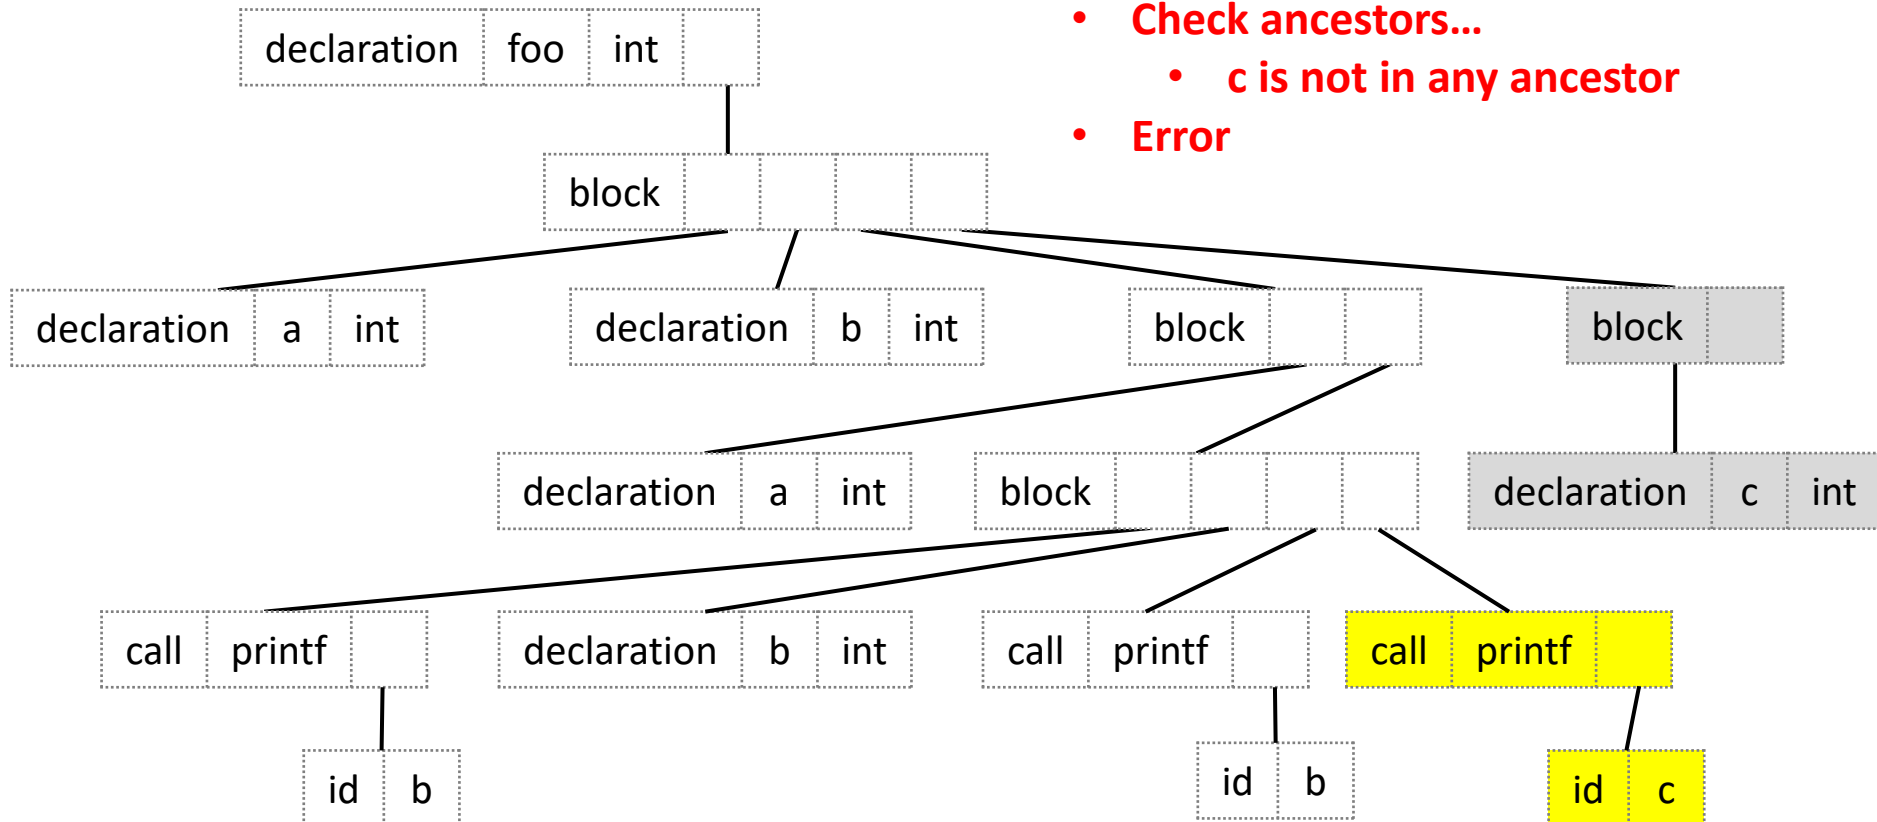 • Check ancestors...
declaration foo int
• c is not in any ancestor
• Error
block
declaration a int
declaration b int
block
block
declaration a int
block
declaration c int
call printf
declaration b int
call printf
call printf
id b
id b
id c